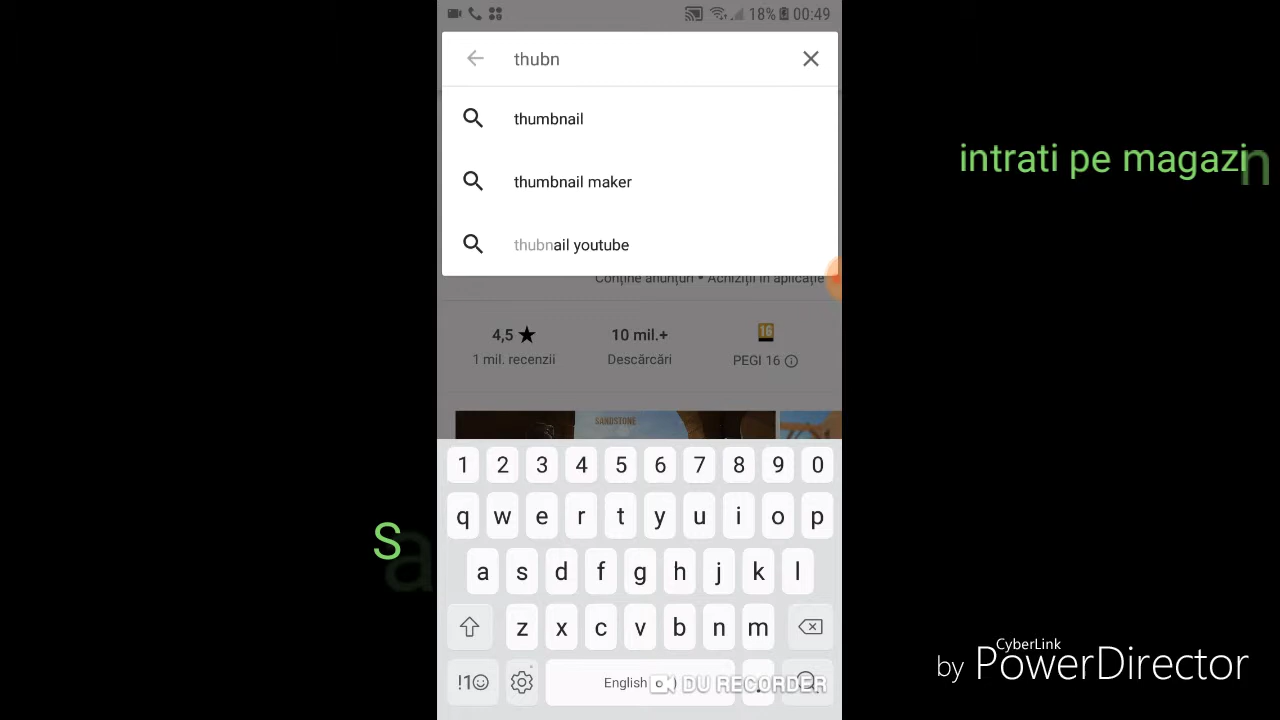 18% 00:49
thubn
thumbnail
intrati pe magazin
thumbnail maker
thubnail youtube
Conține anunțuri • Achiziții în aplicație
4,5 ★ 10 mil.+ 16
1 mil. recenzii Descărcări PEGI 16
SANDSTONE
1 2 3 4 5 6 7 8 9 0
q w e r t y u i o p
Sa
a s d f g h j k l
z x c v b n m
!1 English
DU RECORDER
CyberLink
by PowerDirector